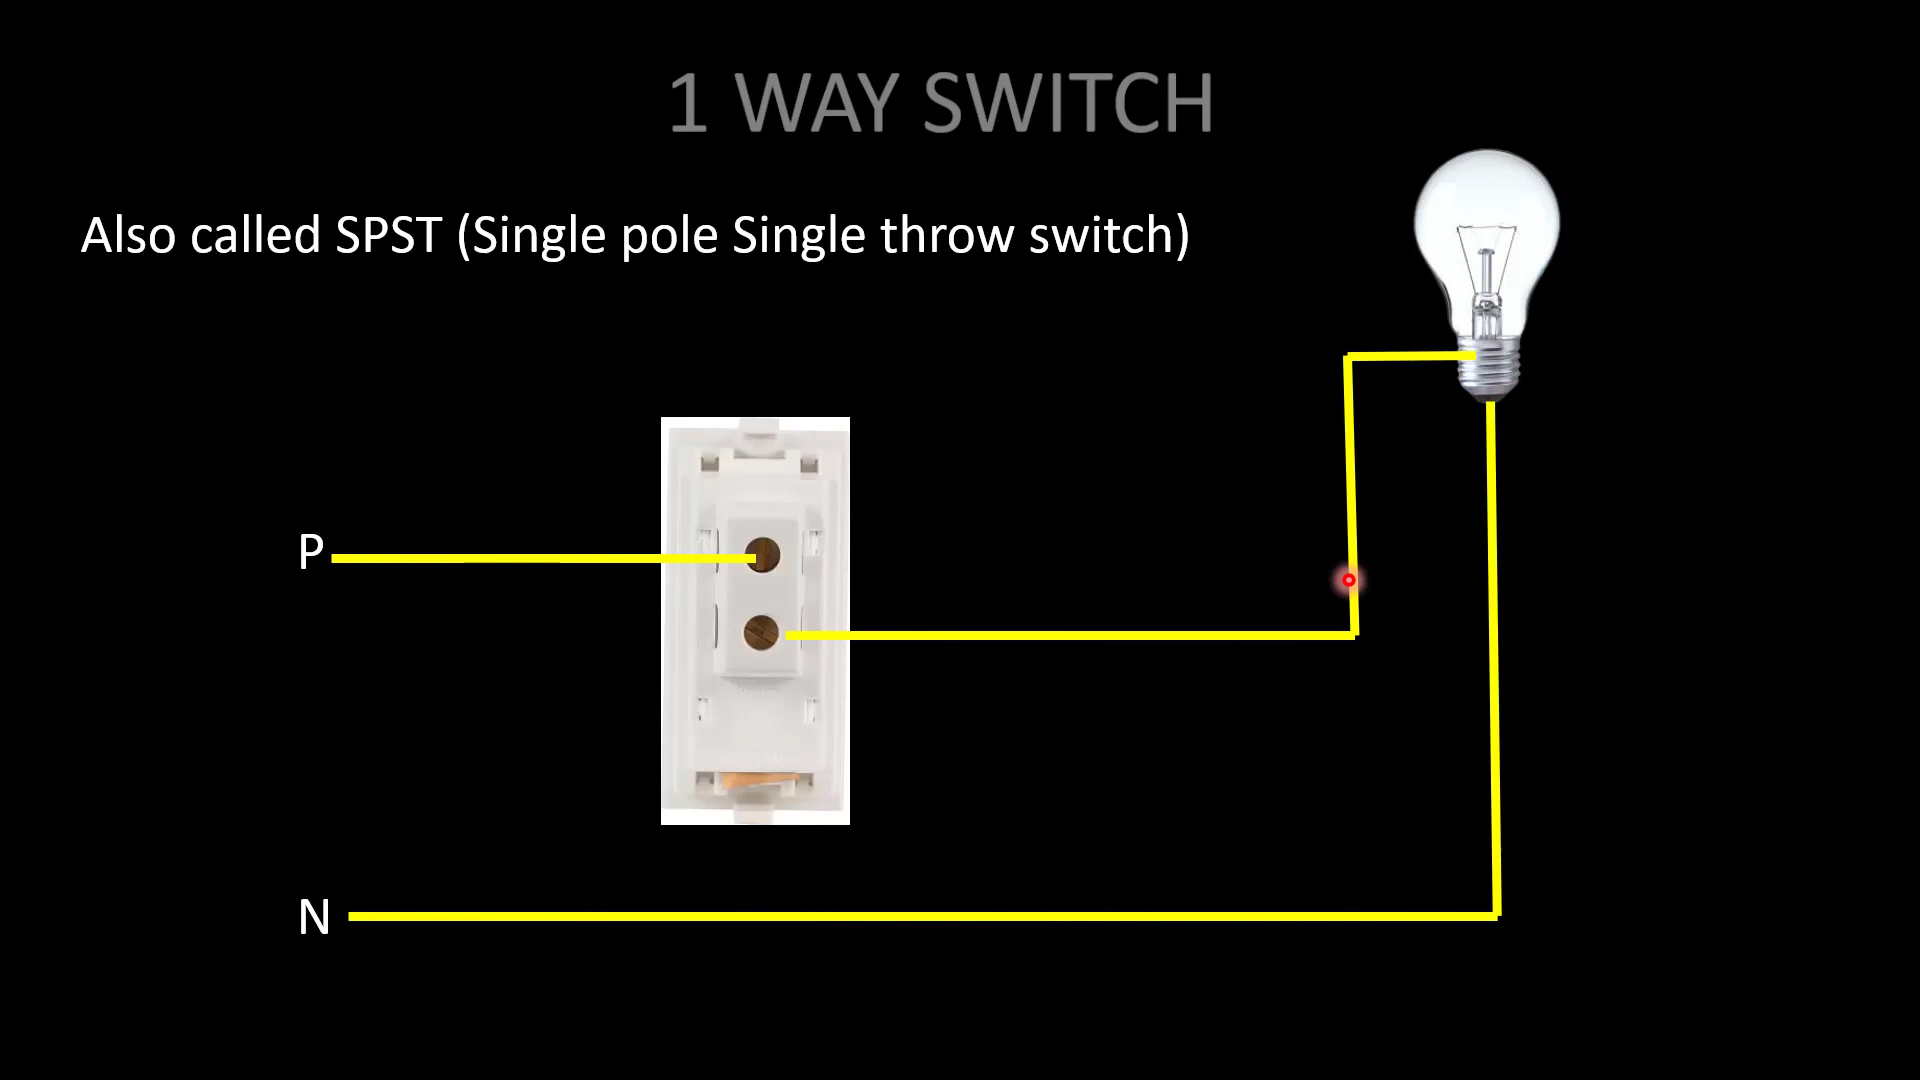 1 WAY SWITCH
Also called SPST (Single pole Single throw switch)
P
N